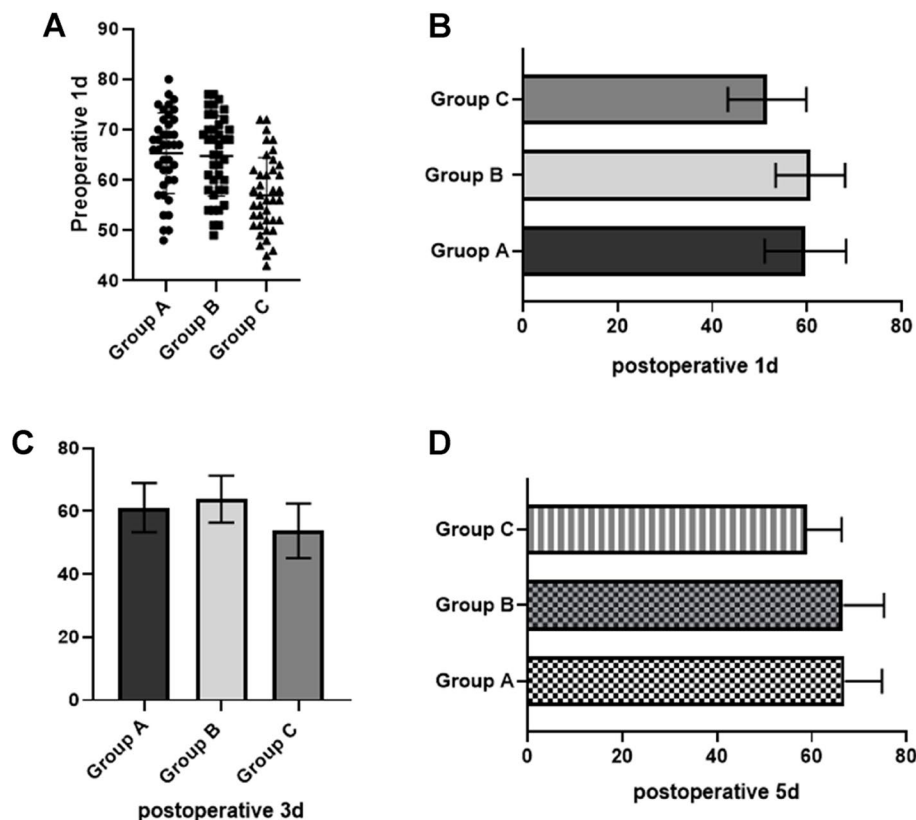 A
Preoperative 1d
90
80
70
60
50
40
Group A
Group B
Group C
B
Group C
Group B
Gruop A
0 20 40 60 80
postoperative 1d
C
80
60
40
20
0
Group A
Group B
Group C
postoperative 3d
D
Group C
Group B
Group A
0 20 40 60 80
postoperative 5d